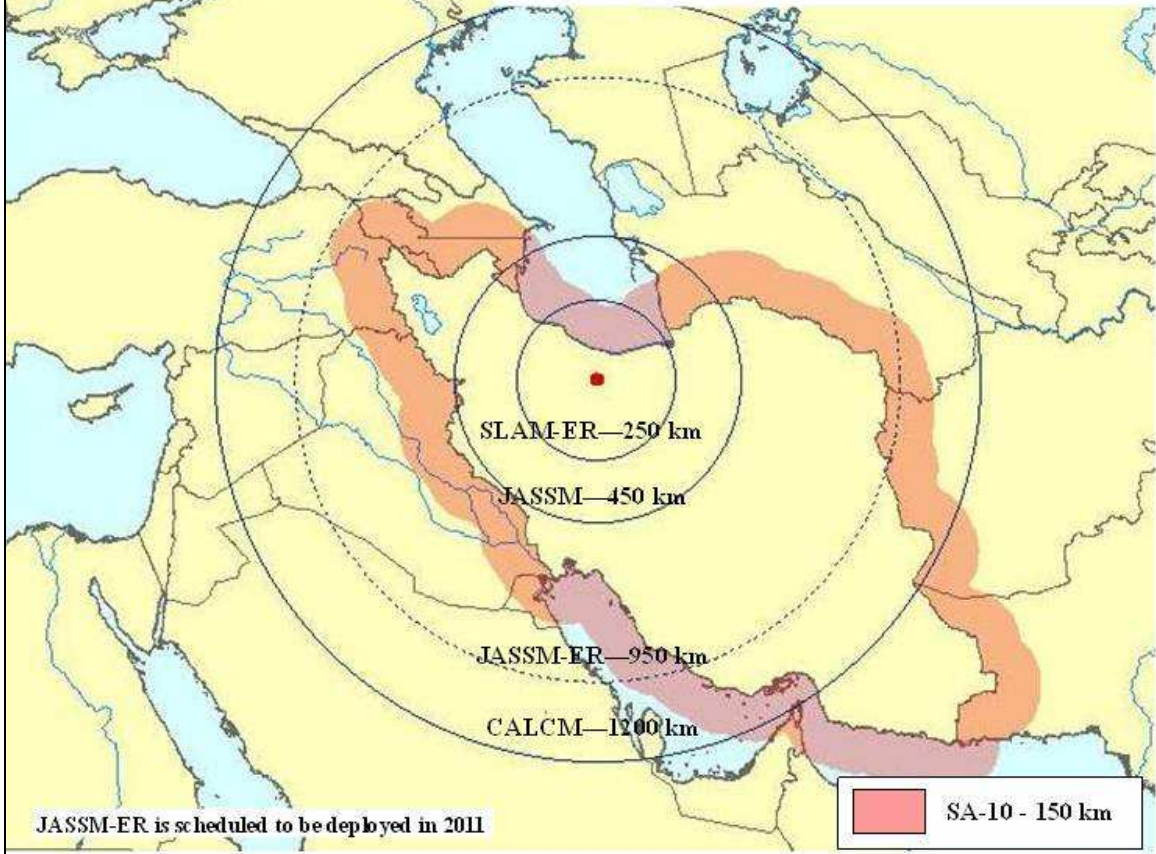 SLAM-ER—250 km
JASSM—450 km
JASSM-ER—950 km
CALCM—1200 km
JASSM-ER is scheduled to be deployed in 2011
SA-10 - 150 km